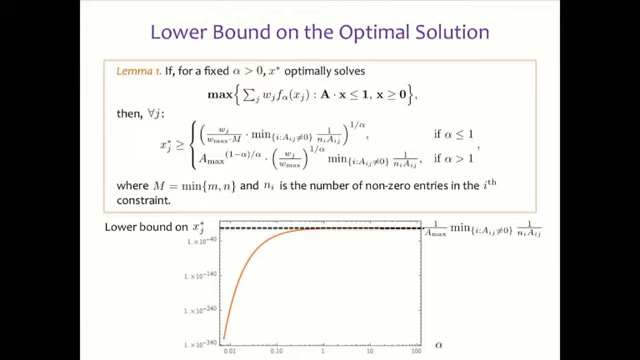 Lower Bound on the Optimal Solution
Lemma 1. If, for a fixed α > 0, x* optimally solves
max{ ∑_j w_j f_α(x_j) : A · x ≤ 1, x ≥ 0 },
then, ∀j:
x_j^* ≥ { ( w_j / (w_max · M) · min_{i:A_ij≠0} 1/(n_i A_ij) )^{1/α}, if α ≤ 1
A_max^{(1−α)/α} · ( w_j / w_max )^{1/α} min_{i:A_ij≠0} 1/(n_i A_ij), if α > 1 ,
where M = min{m, n} and n_i is the number of non-zero entries in the i^th
constraint.
Lower bound on x_j^*
1/A_max min_{i:A_ij≠0} 1/(n_i A_ij)
1. × 10^-40
1. × 10^-140
1. × 10^-240
1. × 10^-340
0.01 0.10 1 10 100
α